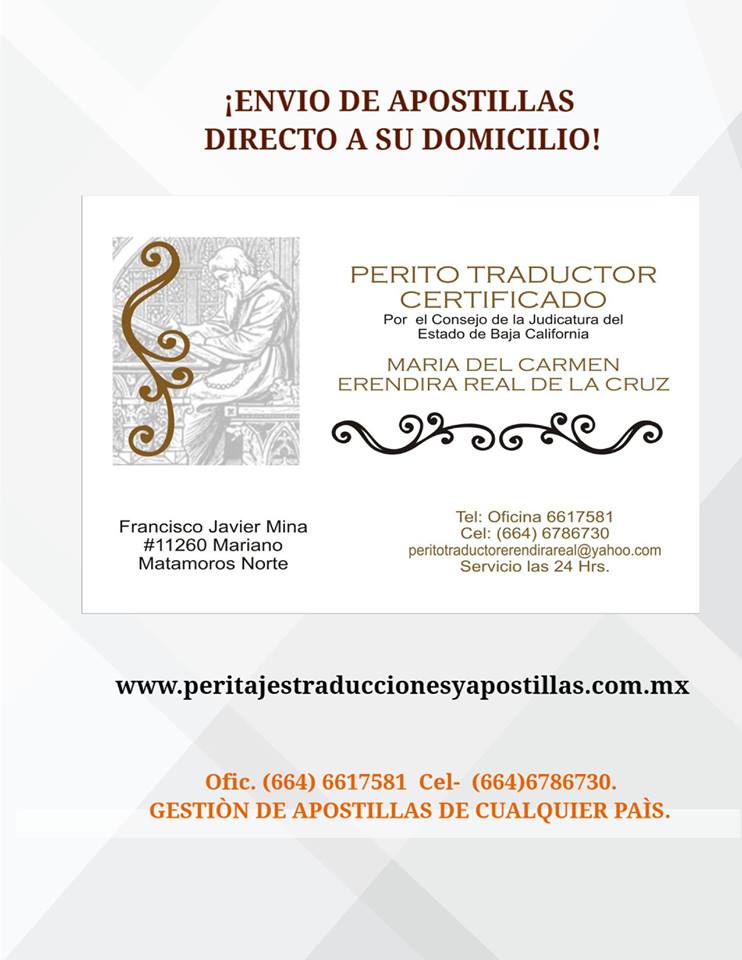 ¡ENVIO DE APOSTILLAS
DIRECTO A SU DOMICILIO!
PERITO TRADUCTOR
CERTIFICADO
Por el Consejo de la Judicatura del
Estado de Baja California
MARIA DEL CARMEN
ERENDIRA REAL DE LA CRUZ
Francisco Javier Mina
#11260 Mariano
Matamoros Norte
Tel: Oficina 6617581
Cel: (664) 6786730
peritotraductorerendirareal@yahoo.com
Servicio las 24 Hrs.
www.peritajestraduccionesyapostillas.com.mx
Ofic. (664) 6617581 Cel- (664)6786730.
GESTIÒN DE APOSTILLAS DE CUALQUIER PAÌS.